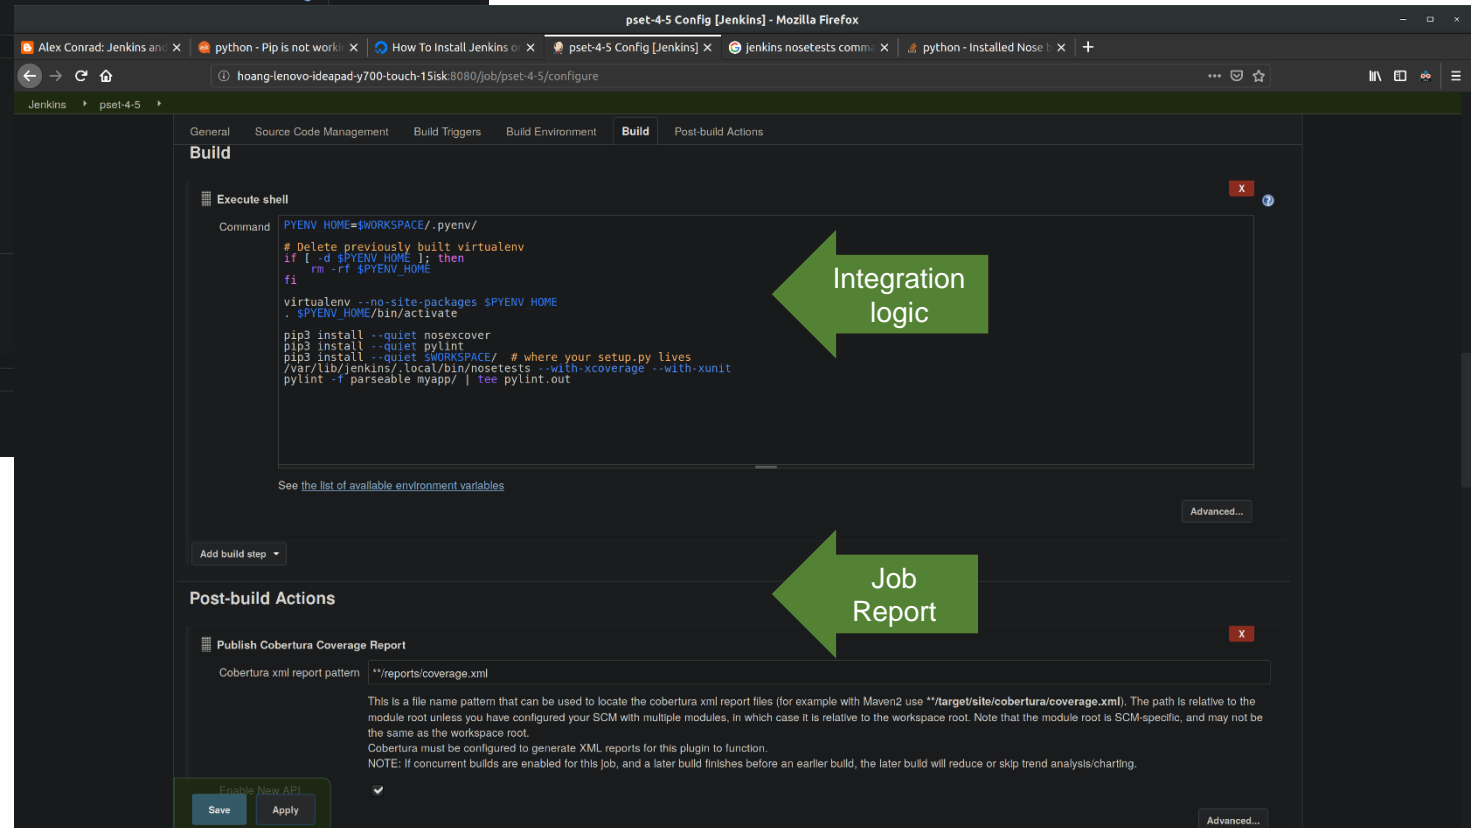 pset-4-5 Config [Jenkins] - Mozilla Firefox
Alex Conrad: Jenkins and
python - Pip is not workin
How To Install Jenkins o
pset-4-5 Config [Jenkins]
jenkins nosetests comma
python - Installed Nose b
hoang-lenovo-ideapad-y700-touch-15isk:8080/job/pset-4-5/configure
Jenkins pset-4-5
General Source Code Management Build Triggers Build Environment Build Post-build Actions
Build
X
Execute shell
Command
PYENV_HOME=$WORKSPACE/.pyenv/
# Delete previously built virtualenv
if [ -d $PYENV_HOME ]; then
rm -rf $PYENV_HOME
fi
virtualenv --no-site-packages $PYENV_HOME
. $PYENV_HOME/bin/activate
pip3 install --quiet nosexcover
pip3 install --quiet pylint
pip3 install --quiet $WORKSPACE/ # where your setup.py lives
/var/lib/jenkins/.local/bin/nosetests --with-xcoverage --with-xunit
pylint -f parseable myapp/ | tee pylint.out
Integration
logic
See the list of available environment variables
Advanced...
Add build step
Job
Report
Post-build Actions
X
Publish Cobertura Coverage Report
Cobertura xml report pattern
**/reports/coverage.xml
This is a file name pattern that can be used to locate the cobertura xml report files (for example with Maven2 use **/target/site/cobertura/coverage.xml). The path is relative to the
module root unless you have configured your SCM with multiple modules, in which case it is relative to the workspace root. Note that the module root is SCM-specific, and may not be
the same as the workspace root.
Cobertura must be configured to generate XML reports for this plugin to function.
NOTE: If concurrent builds are enabled for this job, and a later build finishes before an earlier build, the later build will reduce or skip trend analysis/charting.
Enable New API
Save Apply
Advanced...